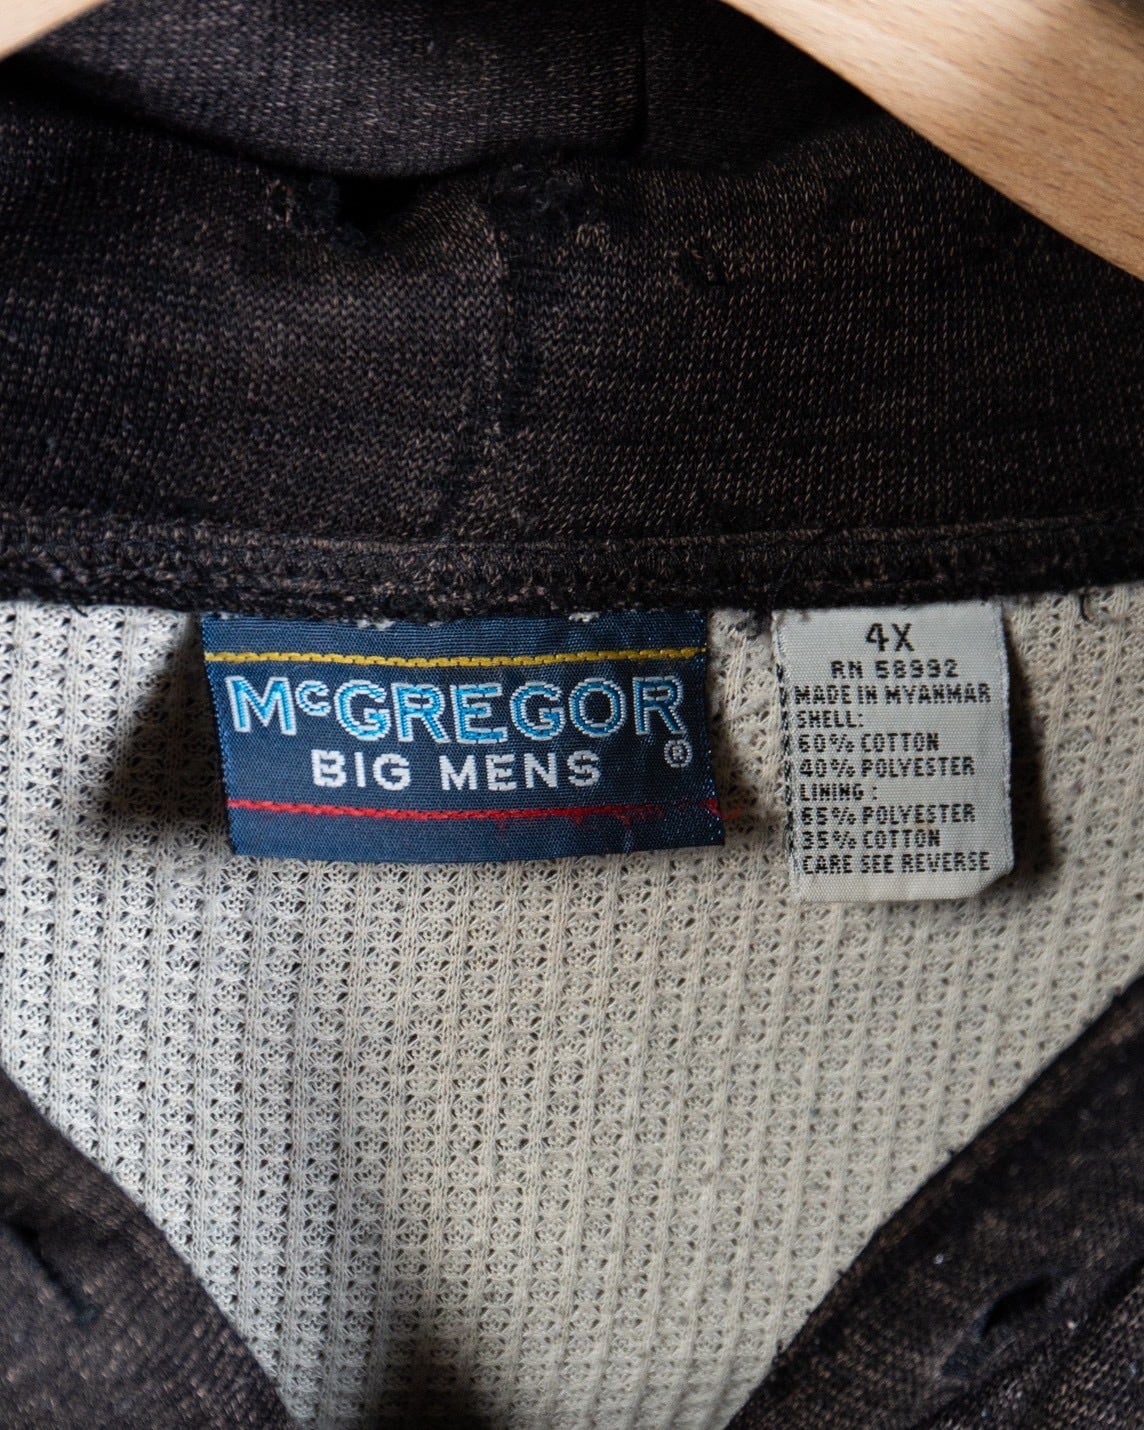 McGREGOR
BIG MENS ®
4X
RN 58992
MADE IN MYANMAR
SHELL:
60% COTTON
40% POLYESTER
LINING :
65% POLYESTER
35% COTTON
CARE SEE REVERSE